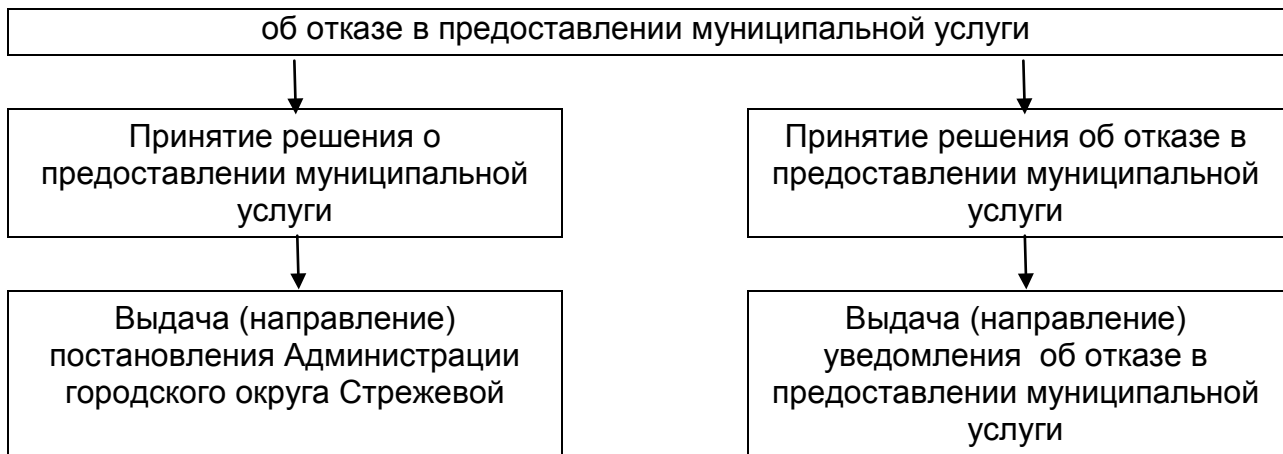 об отказе в предоставлении муниципальной услуги
Принятие решения о
предоставлении муниципальной
услуги
Принятие решения об отказе в
предоставлении муниципальной
услуги
Выдача (направление)
постановления Администрации
городского округа Стрежевой
Выдача (направление)
уведомления об отказе в
предоставлении муниципальной
услуги